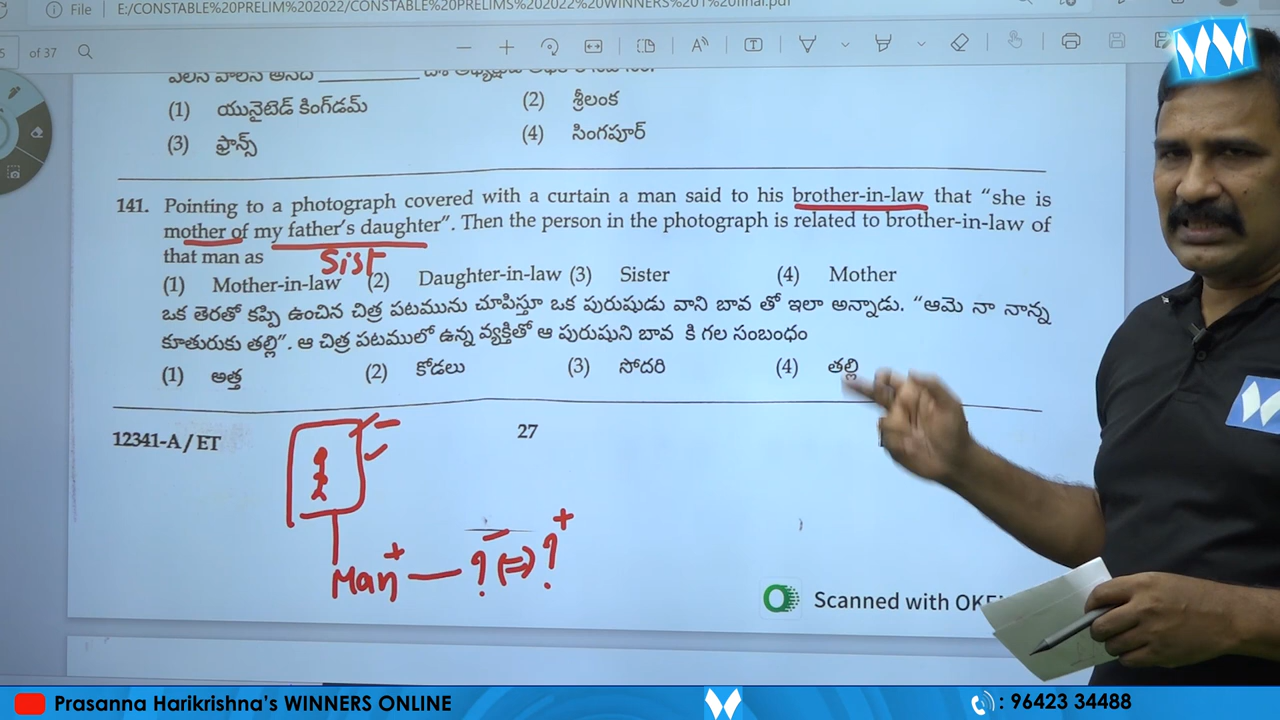 File | E:/CONSTABLE%20PRELIM%202022/CONSTABLE%20PRELIMS%202022%20WINNERS%201%20final.pdf
5 of 37
(1) యునైటెడ్ కింగ్‌డమ్ (2) శ్రీలంక
(3) ఫ్రాన్స్ (4) సింగపూర్
141. Pointing to a photograph covered with a curtain a man said to his brother-in-law that “she is
mother of my father's daughter”. Then the person in the photograph is related to brother-in-law of
that man as
Sist
(1) Mother-in-law (2) Daughter-in-law (3) Sister (4) Mother
ఒక తెరతో కప్పి ఉంచిన చిత్ర పటమును చూపిస్తూ ఒక పురుషుడు వాని బావ తో ఇలా అన్నాడు. “ఆమె నా నాన్న
కూతురుకు తల్లి”. ఆ చిత్ర పటములో ఉన్న వ్యక్తితో ఆ పురుషుని బావ కి గల సంబంధం
(1) అత్త (2) కోడలు (3) సోదరి (4) తల్లి
12341-A/ET 27
Man + — ? - (⇒) ? +
Scanned with
Prasanna Harikrishna's WINNERS ONLINE : 96423 34488